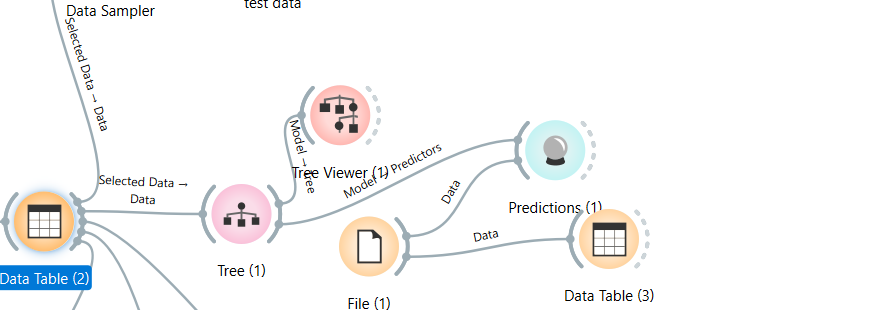 Data Sampler
test data
Selected Data → Data
Model → Tree
Tree Viewer (1)
Model → Predictors
Selected Data →
Data
Data
Predictions (1)
Data
Tree (1)
Data Table (2)
File (1)
Data Table (3)